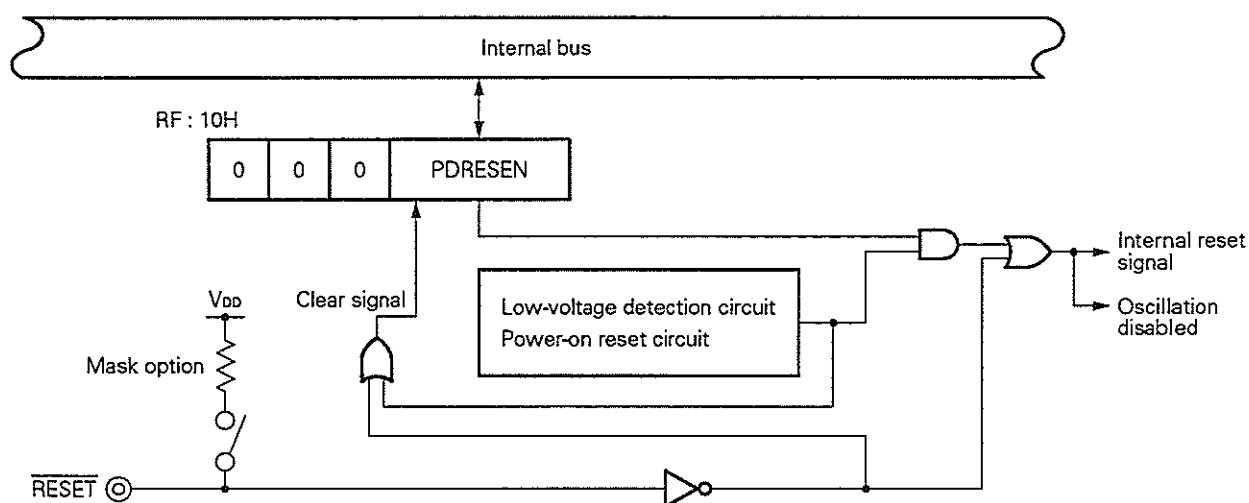 Internal bus
RF : 10H
0 0 0 PDRESEN
Internal reset
signal
Oscillation
disabled
Clear signal
Low-voltage detection circuit
Power-on reset circuit
VDD
Mask option
RESET